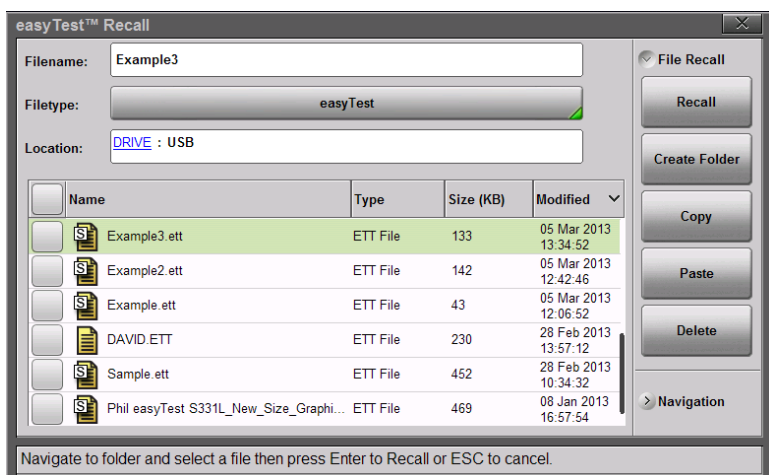 easyTest™ Recall
Filename: Example3
Filetype: easyTest
Location: DRIVE : USB
Name Type Size (KB) Modified
S Example3.ett ETT File 133 05 Mar 2013 13:34:52
S Example2.ett ETT File 142 05 Mar 2013 12:42:46
S Example.ett ETT File 43 05 Mar 2013 12:06:52
DAVID.ETT ETT File 230 28 Feb 2013 13:57:12
S Sample.ett ETT File 452 28 Feb 2013 10:34:32
S Phil easyTest S331L_New_Size_Graphi... ETT File 469 08 Jan 2013 16:57:54
File Recall
Recall
Create Folder
Copy
Paste
Delete
Navigation
Navigate to folder and select a file then press Enter to Recall or ESC to cancel.